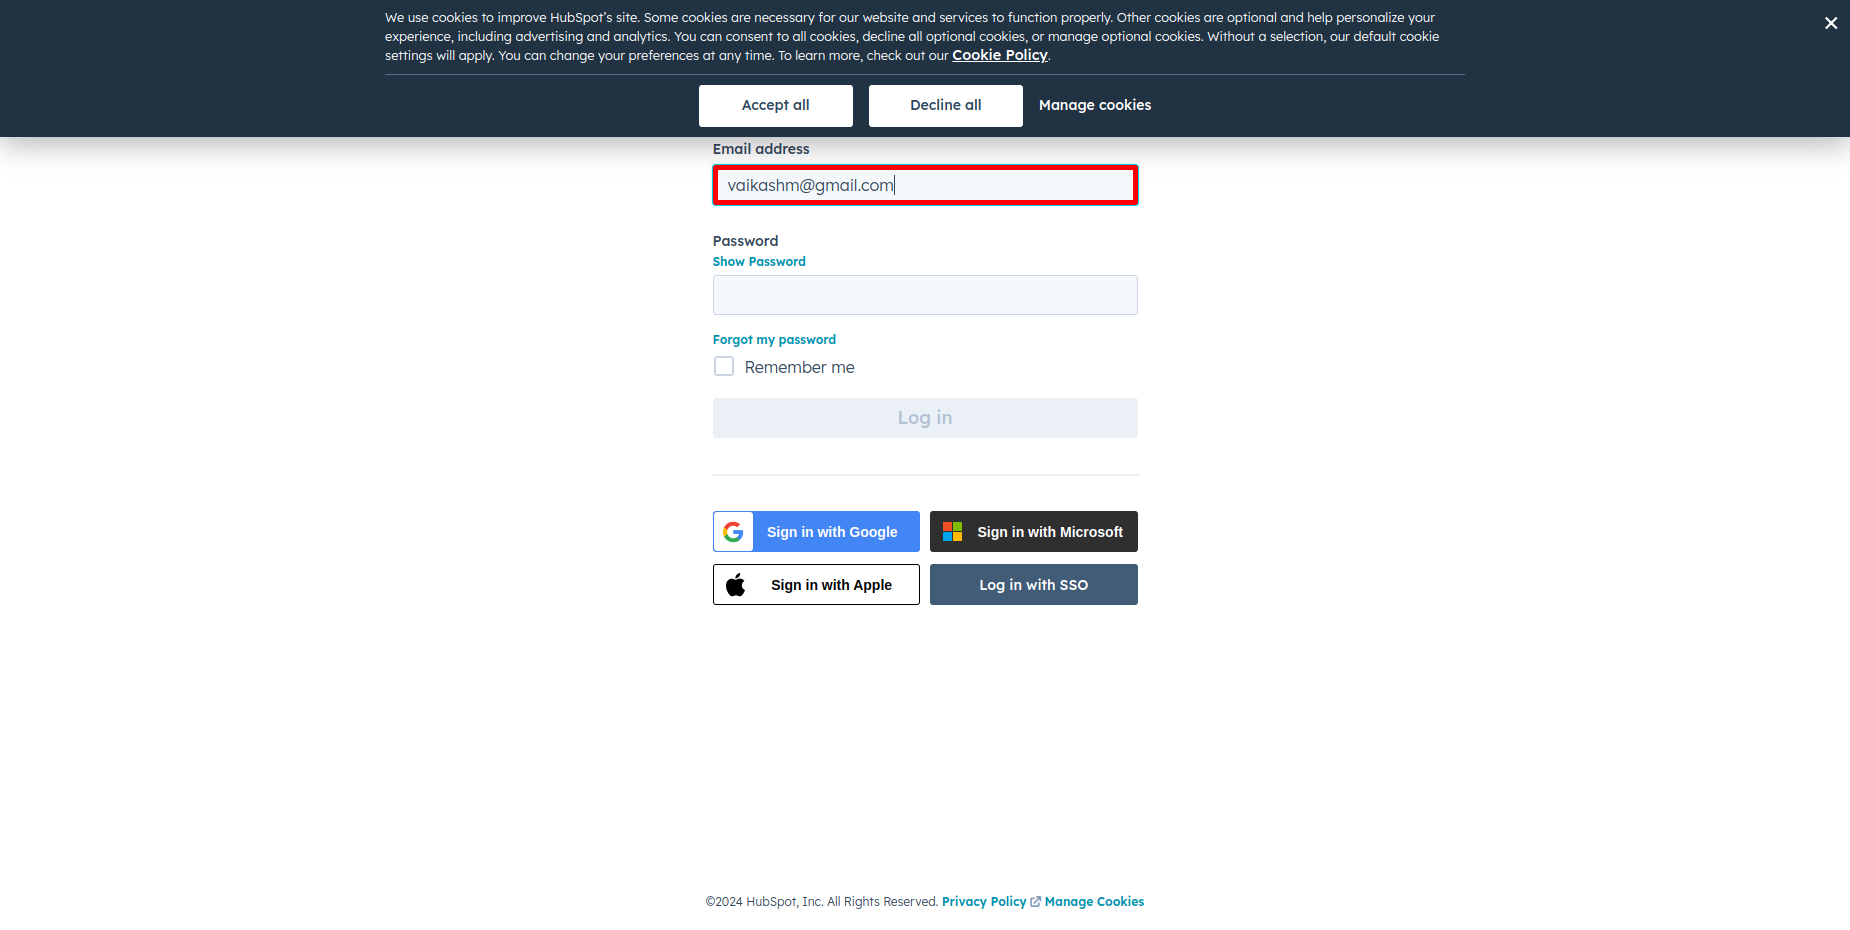 We use cookies to improve HubSpot's site. Some cookies are necessary for our website and services to function properly. Other cookies are optional and help personalize your
experience, including advertising and analytics. You can consent to all cookies, decline all optional cookies, or manage optional cookies. Without a selection, our default cookie
settings will apply. You can change your preferences at any time. To learn more, check out our Cookie Policy.
Accept all
Decline all
Manage cookies
Email address
vaikashm@gmail.com
Password
Show Password
Forgot my password
Remember me
Log in
Sign in with Google
Sign in with Microsoft
Sign in with Apple
Log in with SSO
©2024 HubSpot, Inc. All Rights Reserved. Privacy Policy Manage Cookies